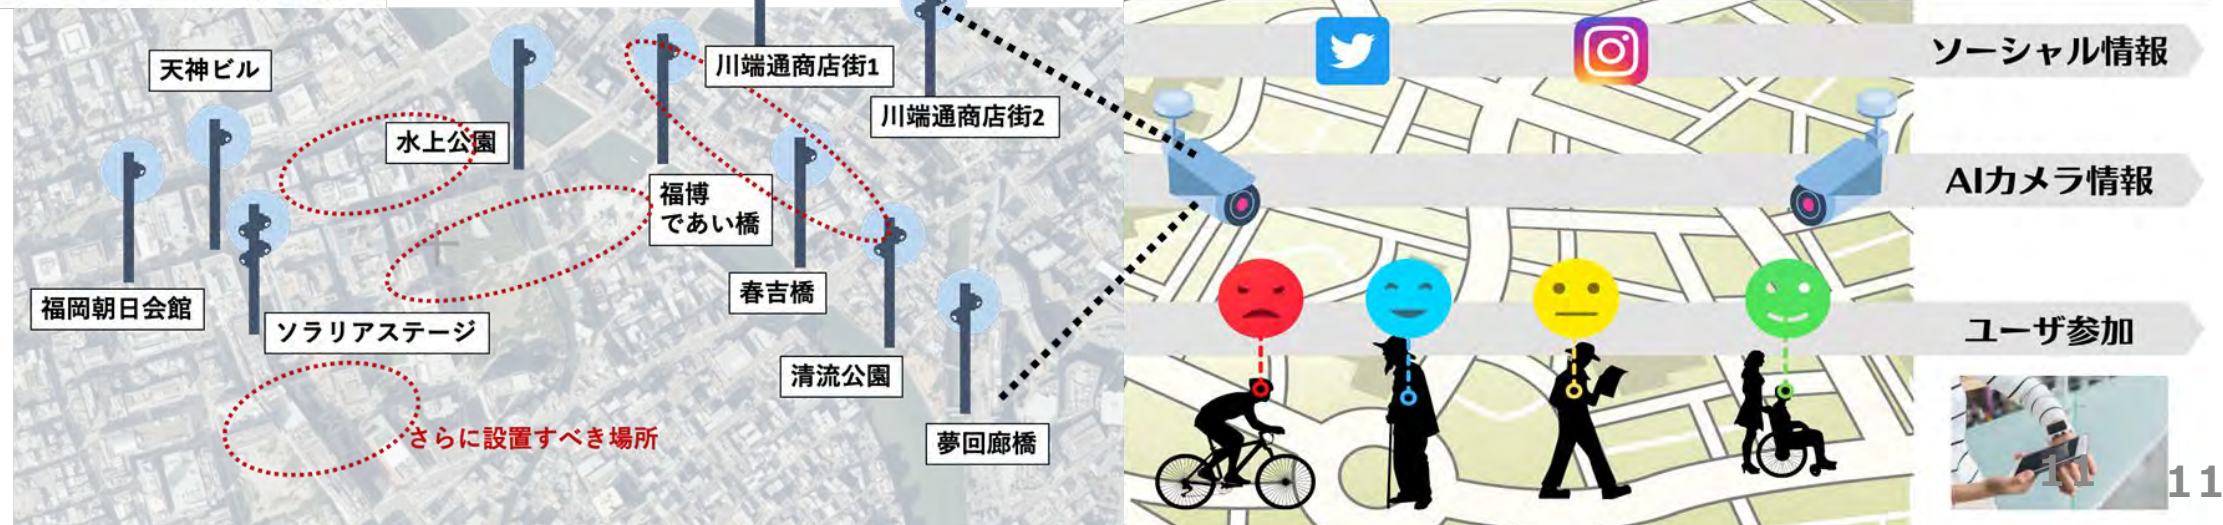 天神ビル
水上公園
川端通商店街1
川端通商店街2
福博
であい橋
春吉橋
福岡朝日会館
ソラリアステージ
清流公園
夢回廊橋
さらに設置すべき場所
ソーシャル情報
AIカメラ情報
ユーザ参加
11
11